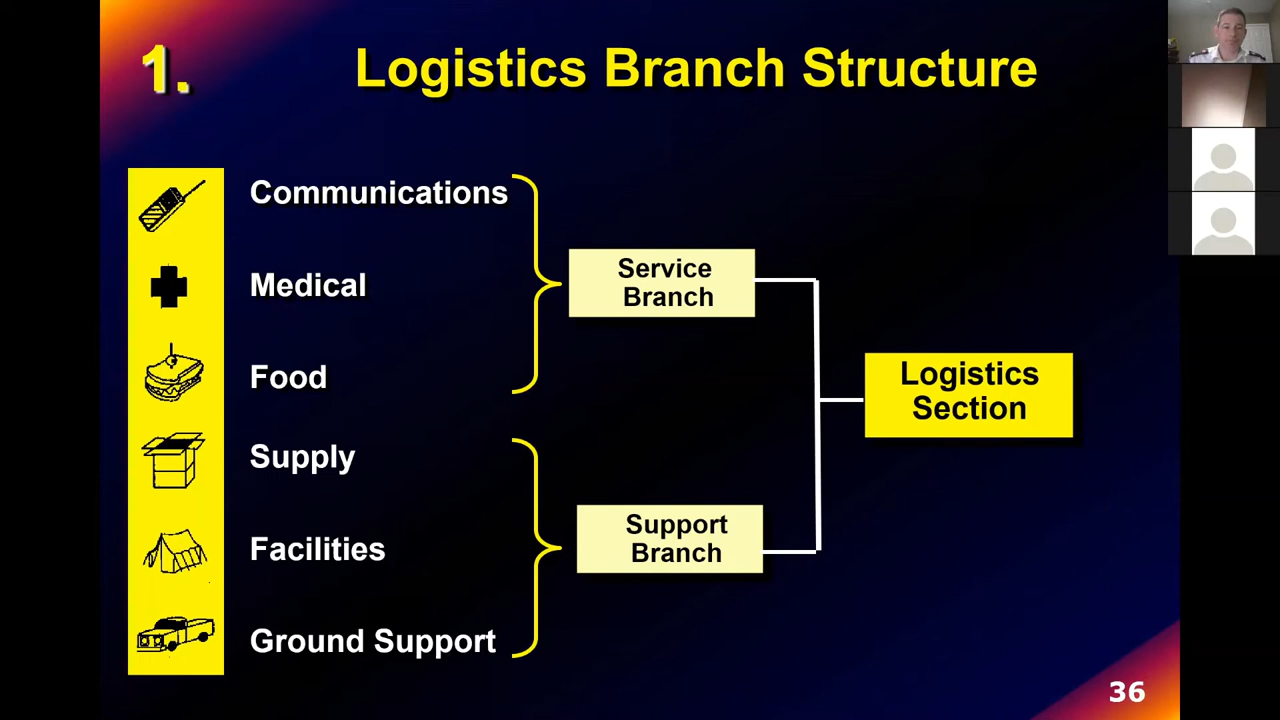 1.
Logistics Branch Structure
Communications
Medical
Food
Supply
Facilities
Ground Support
Service
Branch
Support
Branch
Logistics
Section
36